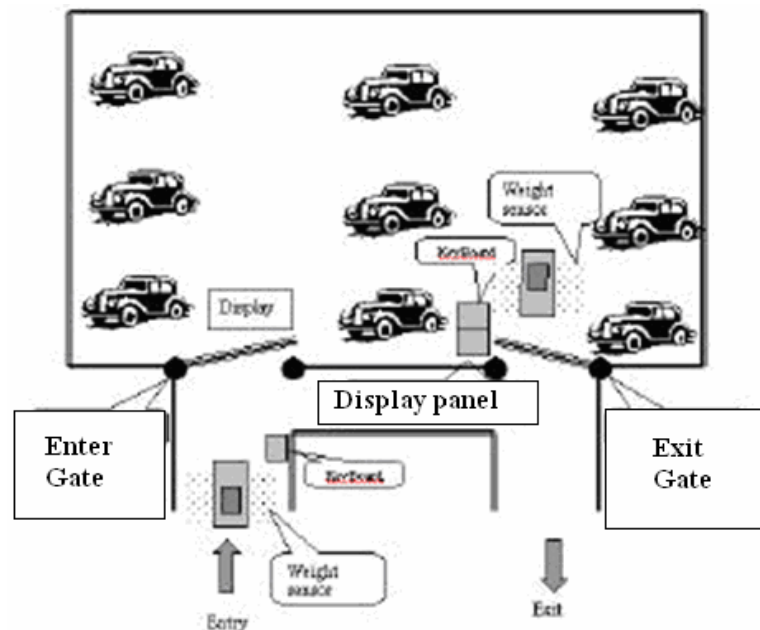 Weight
sensor
KeyBoard
Display
Display panel
Enter
Gate
Exit
Gate
KeyBoard
Weight
sensor
Entry
Exit